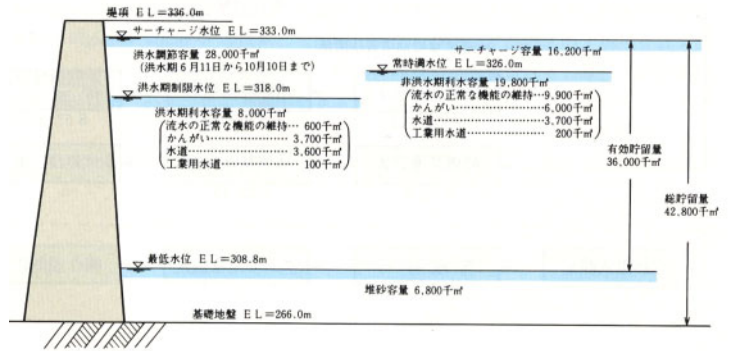 堤頂 EL=336.0m
サーチャージ水位 EL=333.0m
洪水調節容量 28,000千㎥
(洪水期6月11日から10月10日まで)
サーチャージ容量 16,200千㎥
常時満水位 EL=326.0m
非洪水期利水容量 19,800千㎥
(流水の正常な機能の維持…9,900千㎥
かんがい……………………6,000千㎥
水道…………………………3,700千㎥
工業用水道………………… 200千㎥)
洪水期制限水位 EL=318.0m
洪水期利水容量 8,000千㎥
(流水の正常な機能の維持… 600千㎥
かんがい…………………… 3,700千㎥
水道………………………… 3,600千㎥
工業用水道………………… 100千㎥)
有効貯留量
36,000千㎥
総貯留量
42,800千㎥
最低水位 EL=308.8m
堆砂容量 6,800千㎥
基礎地盤 EL=266.0m